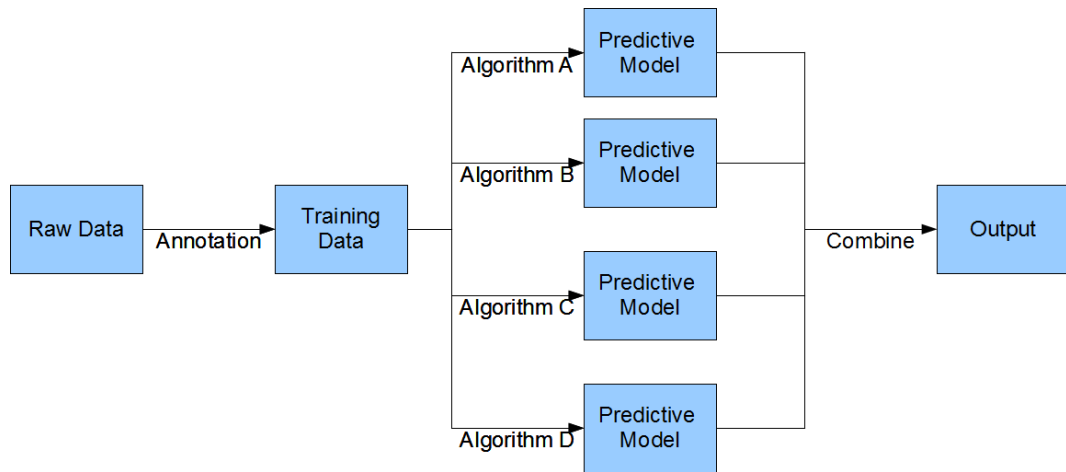 Raw Data
Annotation
Training
Data
Algorithm A
Predictive
Model
Algorithm B
Predictive
Model
Algorithm C
Predictive
Model
Algorithm D
Predictive
Model
Combine
Output